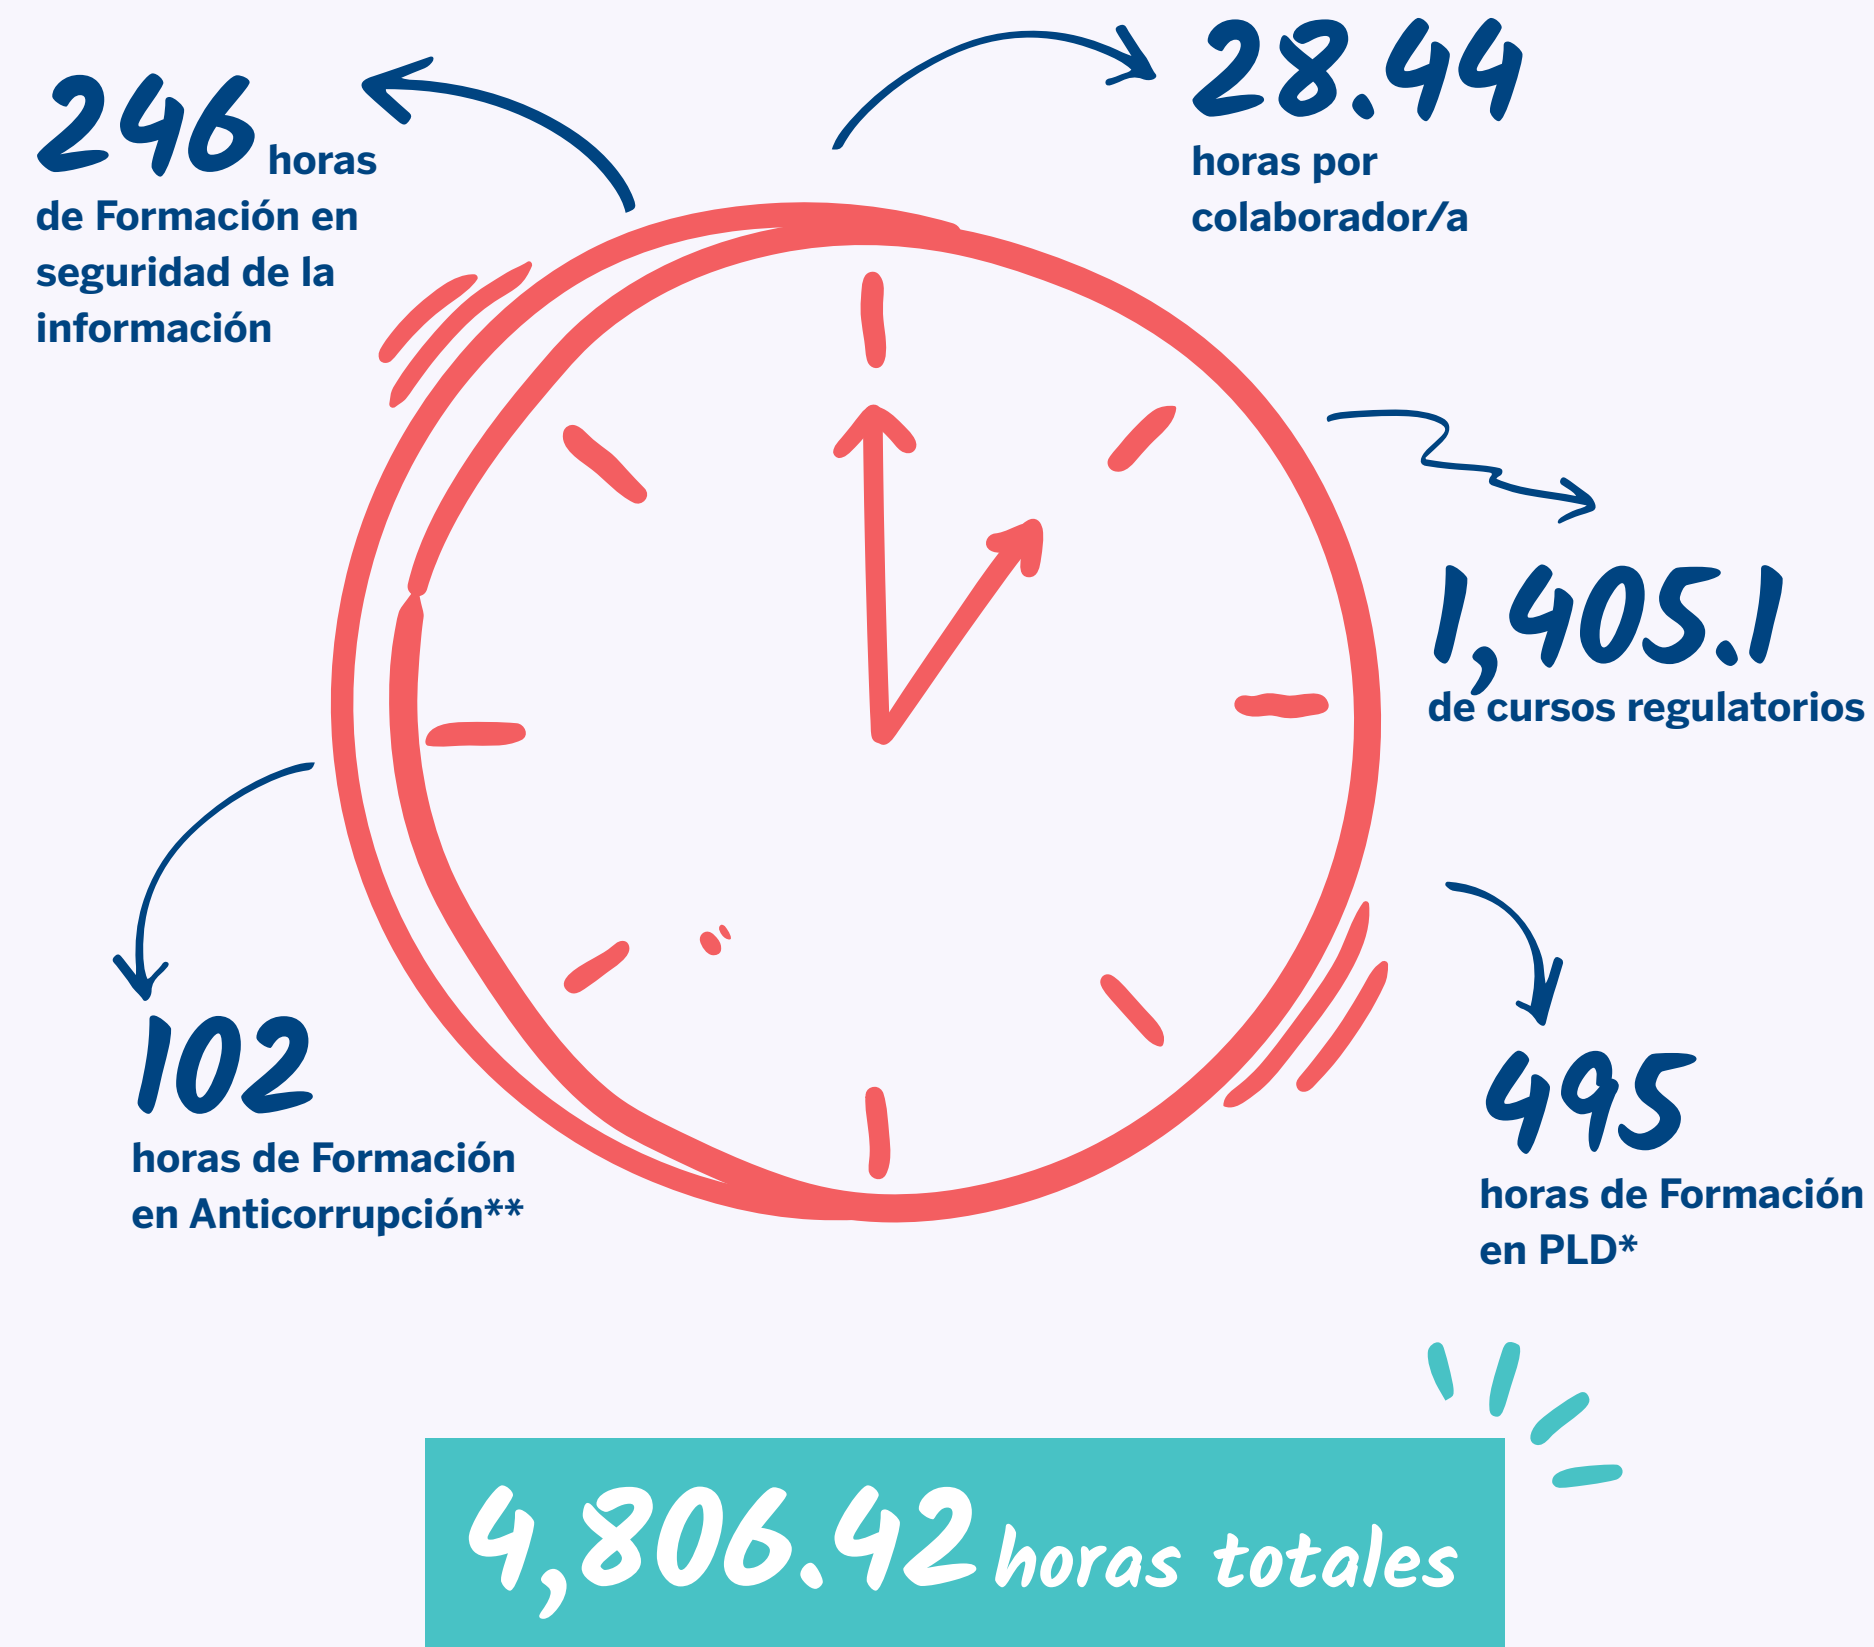 246 horas
de Formación en
seguridad de la
información
28.44
horas por
colaborador/a
1,405.1
de cursos regulatorios
102
horas de Formación
en Anticorrupción**
495
horas de Formación
en PLD*
4,806.42 horas totales